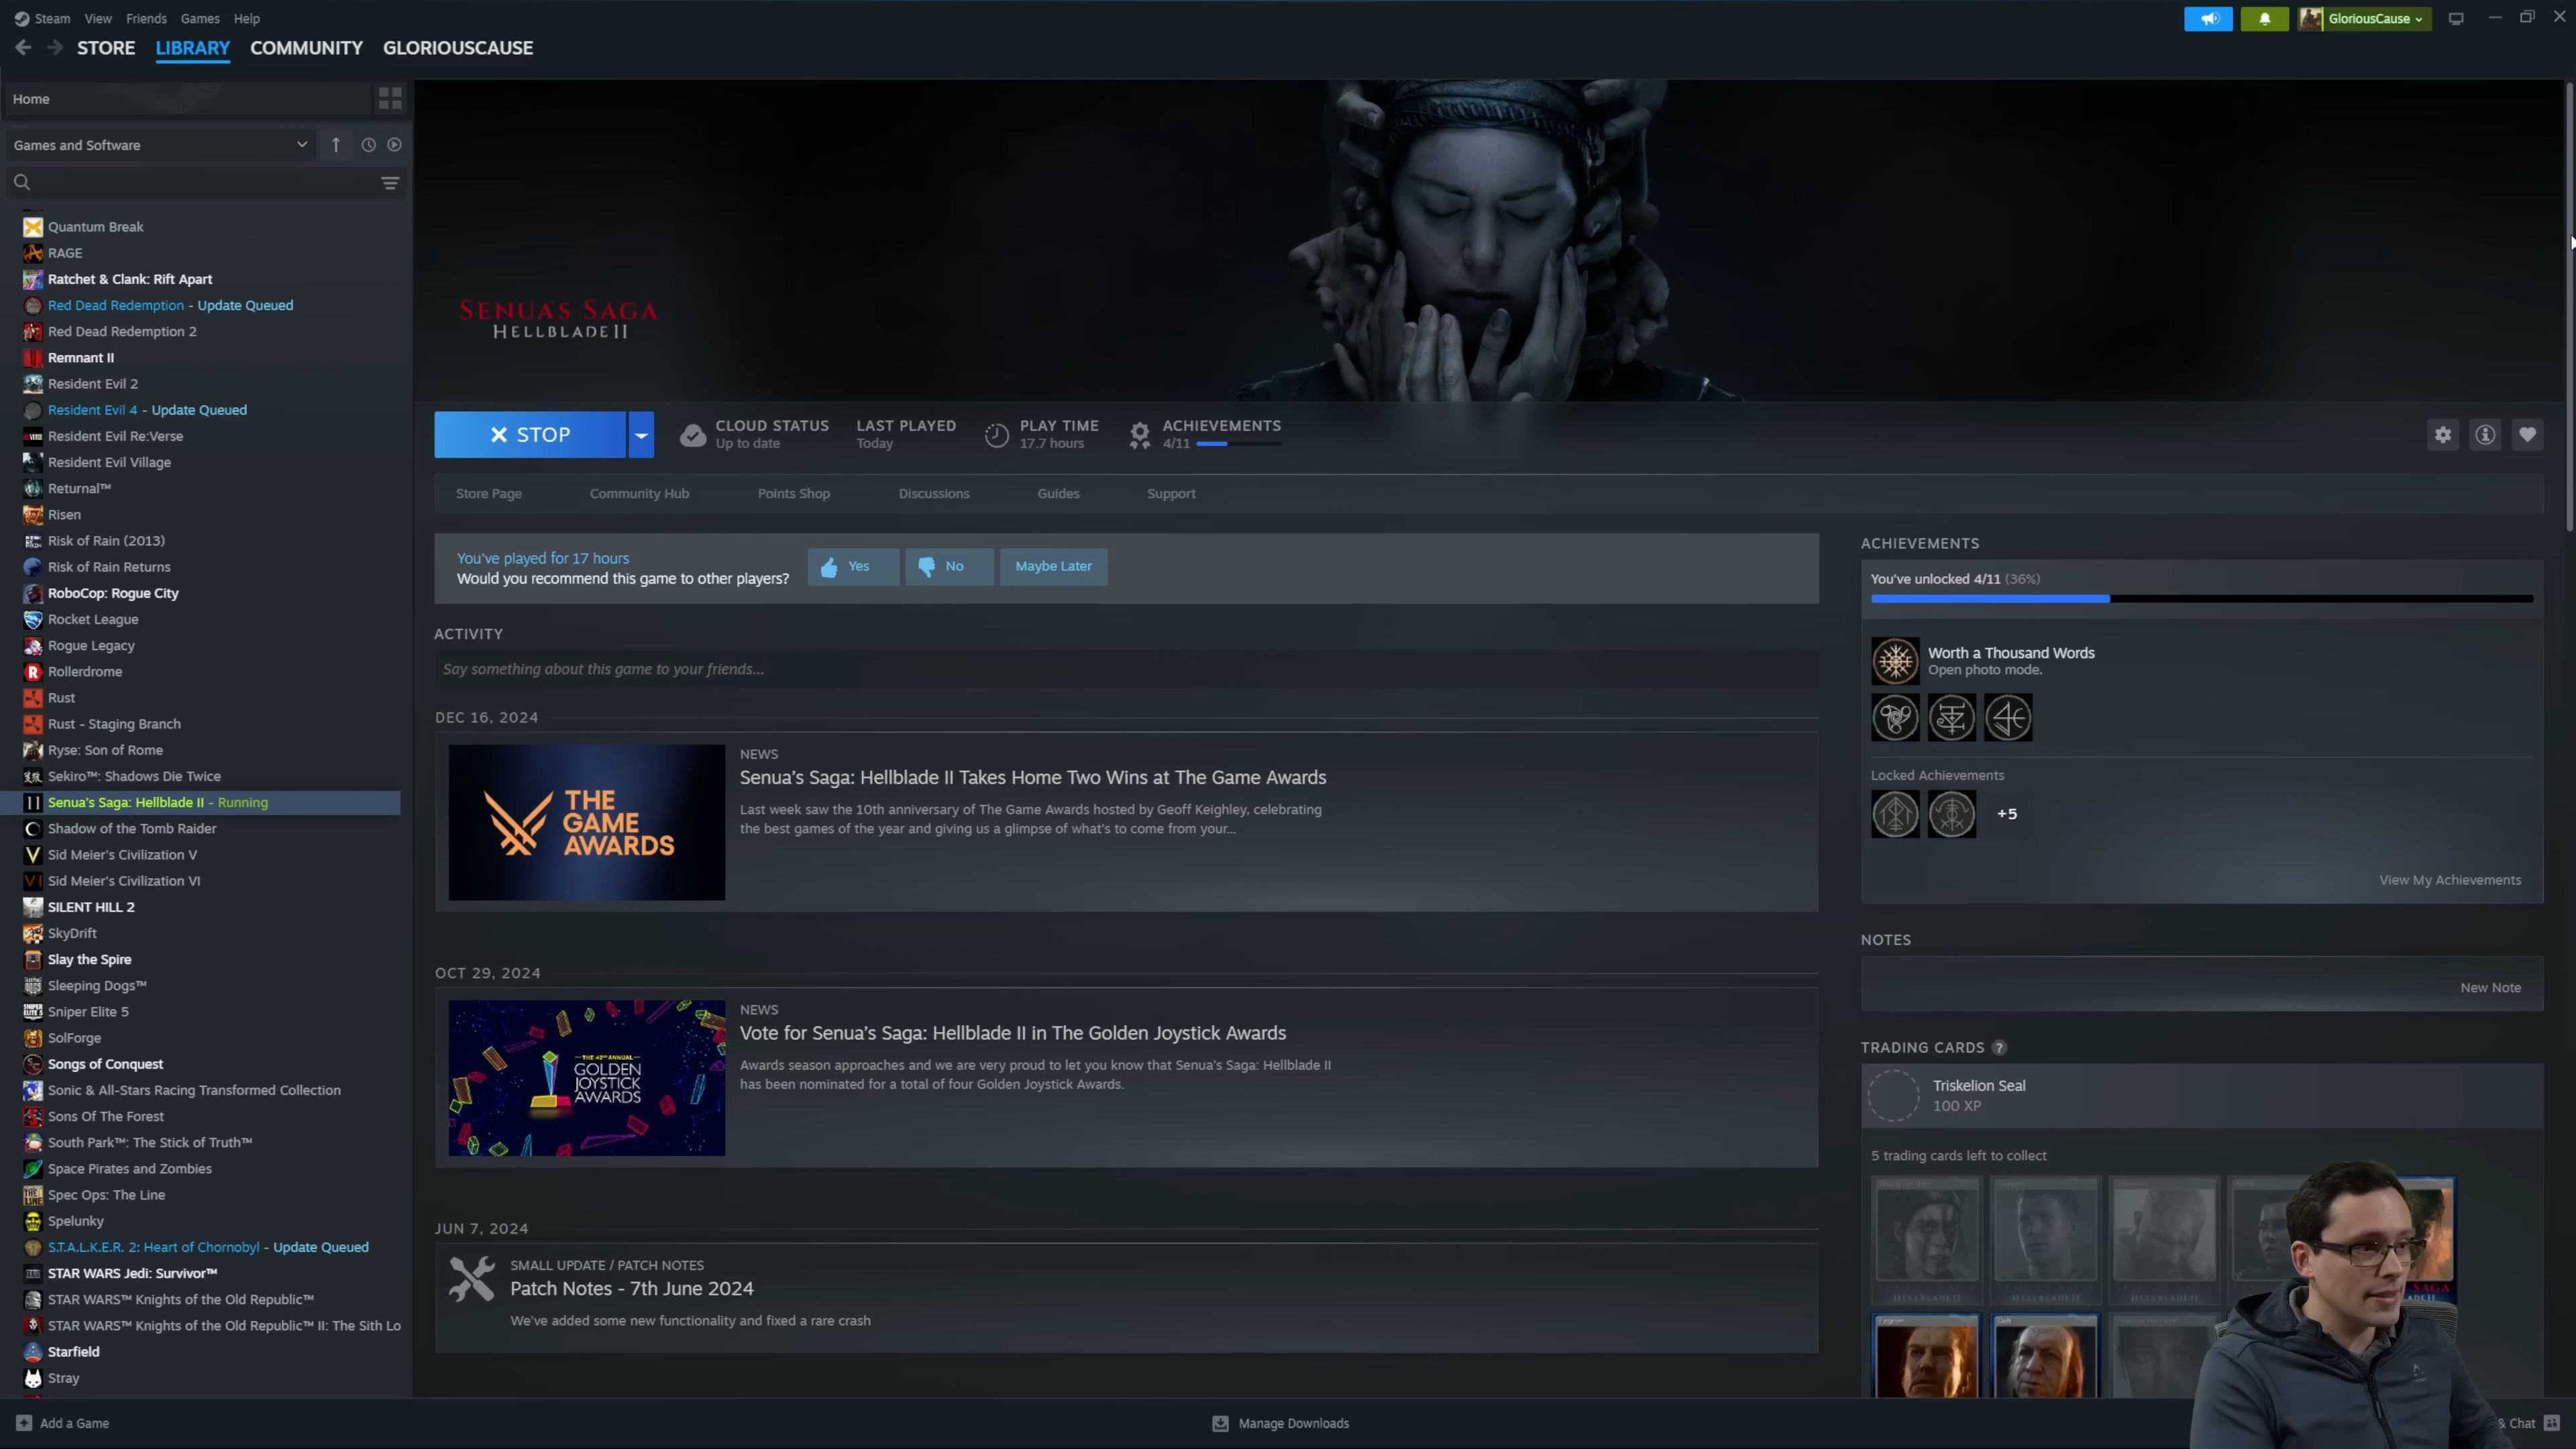 Steam View Friends Games Help
GloriousCause
STORE LIBRARY COMMUNITY GLORIOUSCAUSE
Home
Games and Software
Quantum Break
RAGE
Ratchet & Clank: Rift Apart
Red Dead Redemption - Update Queued
Red Dead Redemption 2
Remnant II
Resident Evil 2
Resident Evil 4 - Update Queued
Resident Evil Re:Verse
Resident Evil Village
Returnal™
Risen
Risk of Rain (2013)
Risk of Rain Returns
RoboCop: Rogue City
Rocket League
Rogue Legacy
Rollerdrome
Rust
Rust - Staging Branch
Ryse: Son of Rome
Sekiro™: Shadows Die Twice
Senua's Saga: Hellblade II - Running
Shadow of the Tomb Raider
Sid Meier's Civilization V
Sid Meier's Civilization VI
SILENT HILL 2
SkyDrift
Slay the Spire
Sleeping Dogs™
Sniper Elite 5
SolForge
Songs of Conquest
Sonic & All-Stars Racing Transformed Collection
Sons Of The Forest
South Park™: The Stick of Truth™
Space Pirates and Zombies
Spec Ops: The Line
Spelunky
S.T.A.L.K.E.R. 2: Heart of Chornobyl - Update Queued
STAR WARS Jedi: Survivor™
STAR WARS™ Knights of the Old Republic™
STAR WARS™ Knights of the Old Republic™ II: The Sith Lo
Starfield
Stray
Add a Game
SENUA'S SAGA
HELLBLADE II
STOP
CLOUD STATUS
Up to date
LAST PLAYED
Today
PLAY TIME
17.7 hours
ACHIEVEMENTS
4/11
Store Page Community Hub Points Shop Discussions Guides Support
You've played for 17 hours
Would you recommend this game to other players?
Yes No Maybe Later
ACTIVITY
Say something about this game to your friends...
DEC 16, 2024
THE
GAME
AWARDS
NEWS
Senua's Saga: Hellblade II Takes Home Two Wins at The Game Awards
Last week saw the 10th anniversary of The Game Awards hosted by Geoff Keighley, celebrating
the best games of the year and giving us a glimpse of what's to come from your...
OCT 29, 2024
THE 42ND ANNUAL
GOLDEN
JOYSTICK
AWARDS
NEWS
Vote for Senua's Saga: Hellblade II in The Golden Joystick Awards
Awards season approaches and we are very proud to let you know that Senua's Saga: Hellblade II
has been nominated for a total of four Golden Joystick Awards.
JUN 7, 2024
SMALL UPDATE / PATCH NOTES
Patch Notes - 7th June 2024
We've added some new functionality and fixed a rare crash
ACHIEVEMENTS
You've unlocked 4/11 (36%)
Worth a Thousand Words
Open photo mode.
Locked Achievements
+5
View My Achievements
NOTES
New Note
TRADING CARDS ?
Triskelion Seal
100 XP
5 trading cards left to collect
HELLBLADE II
HELLBLADE II
HELLBLADE II
SAGA
Manage Downloads
& Chat